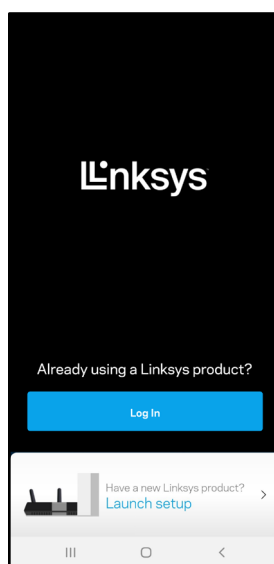 Linksys
Already using a Linksys product?
Log In
Have a new Linksys product?
Launch setup